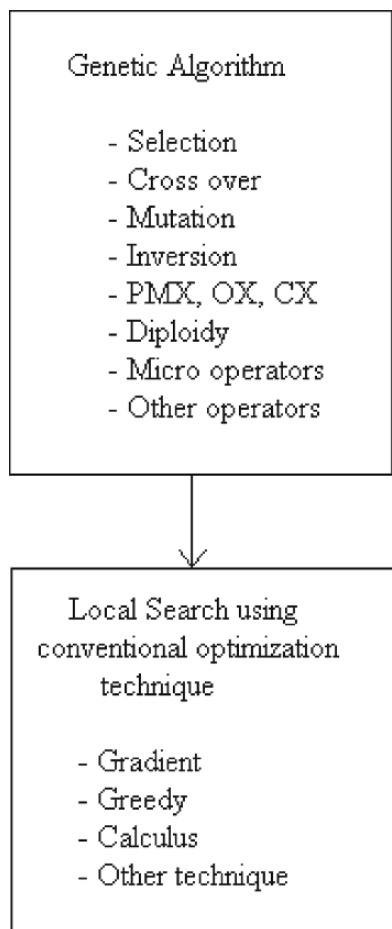 Genetic Algorithm
- Selection
- Cross over
- Mutation
- Inversion
- PMX, OX, CX
- Diploidy
- Micro operators
- Other operators
Local Search using
conventional optimization
technique
- Gradient
- Greedy
- Calculus
- Other technique